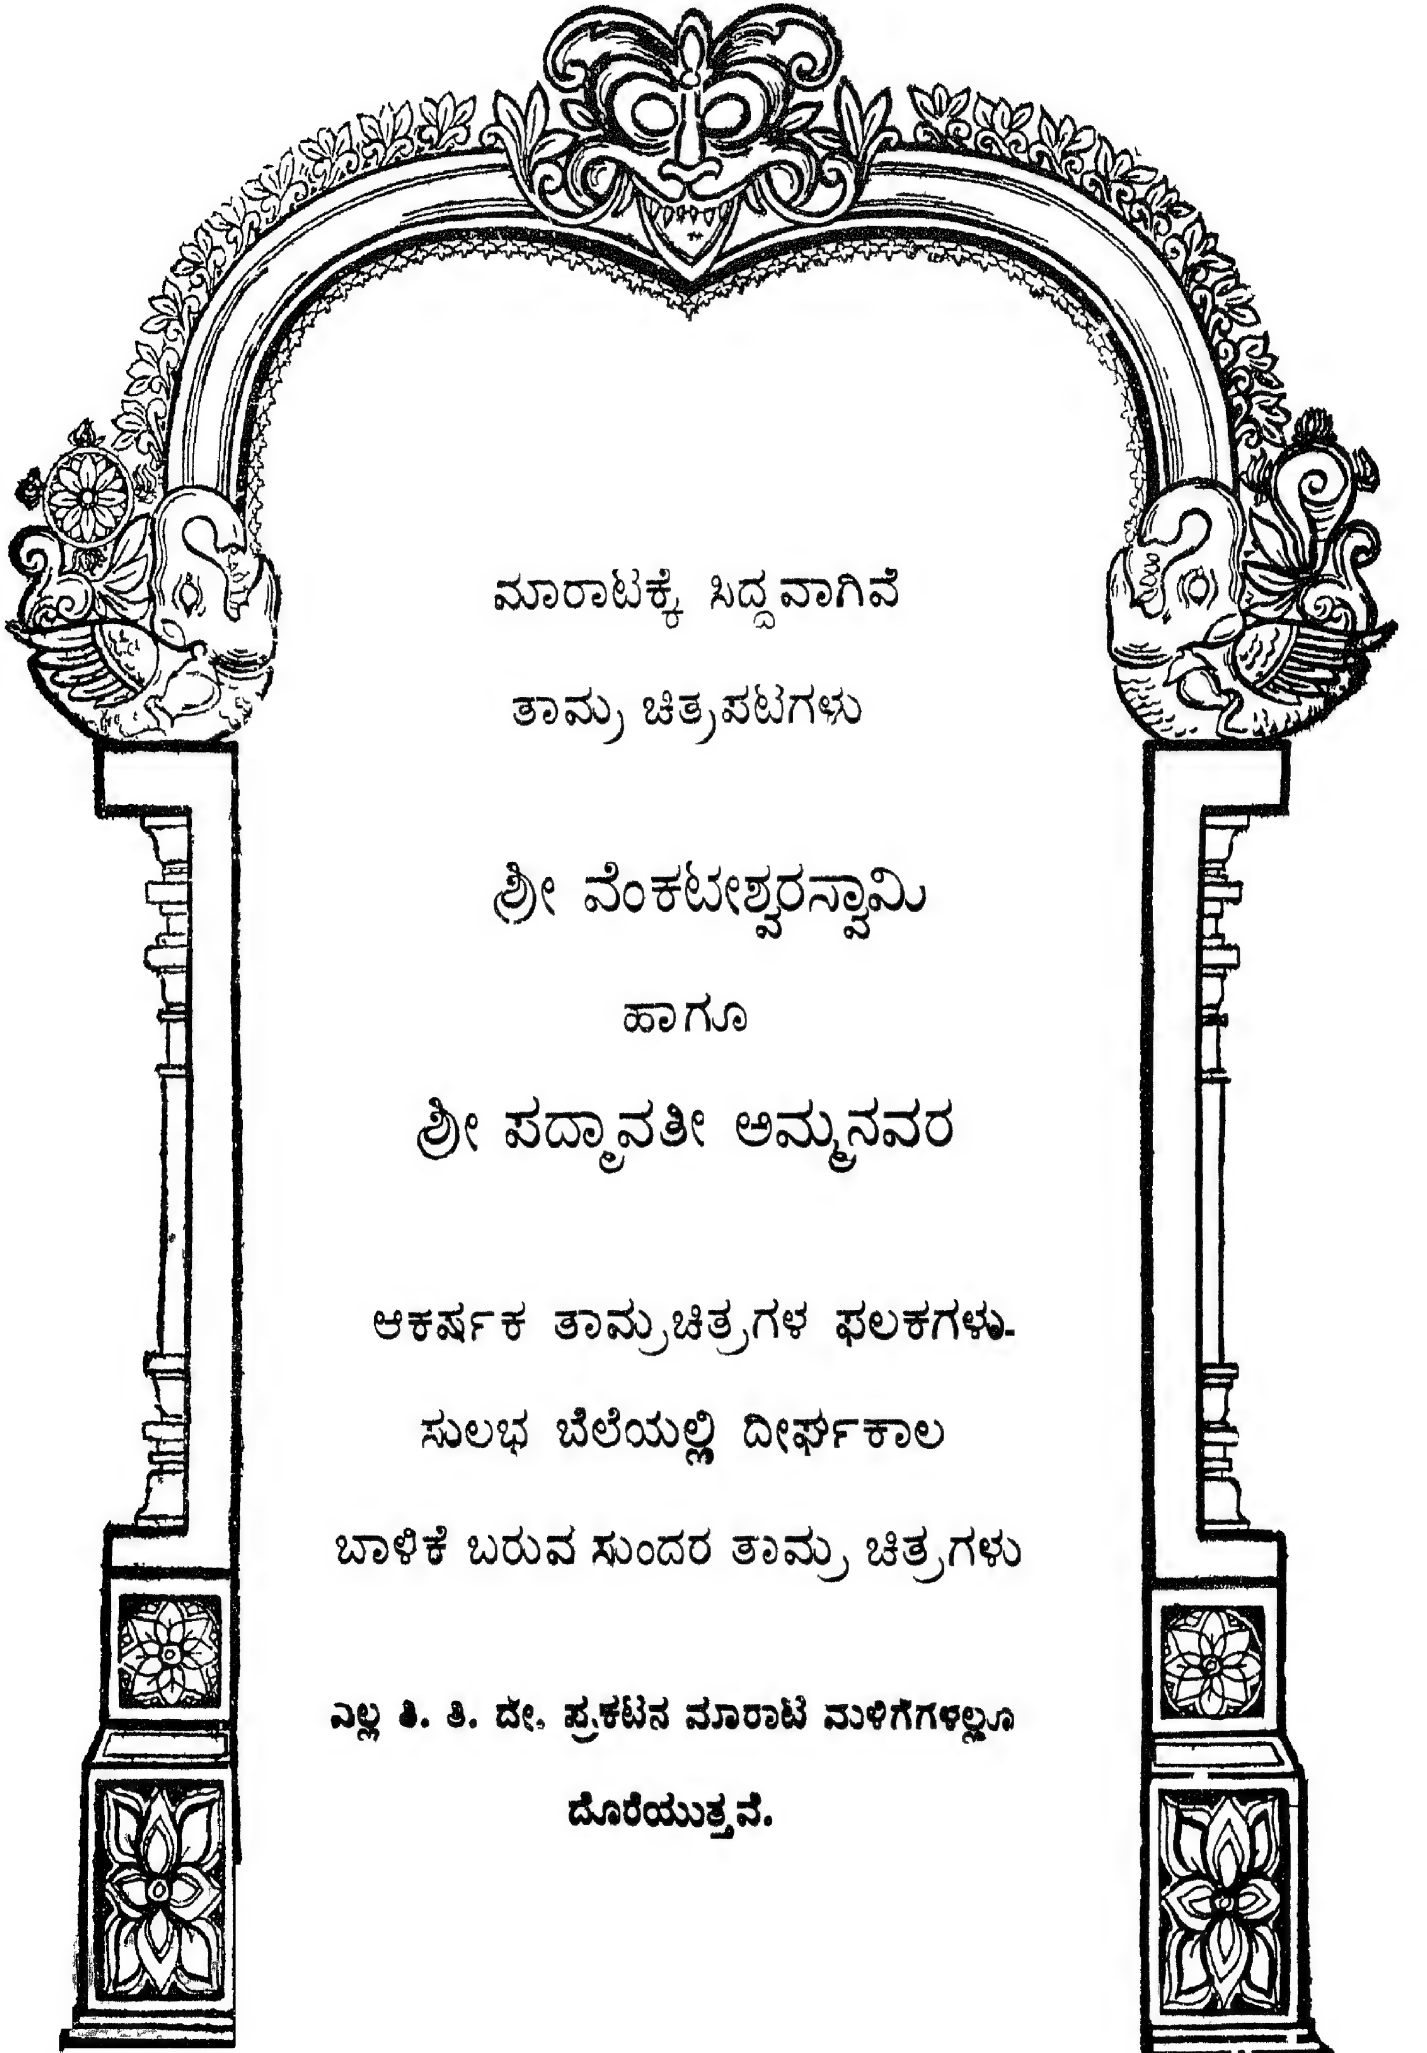 ಮಾರಾಟಕ್ಕೆ ಸಿದ್ದವಾಗಿವೆ
ತಾಮ್ರ ಚಿತ್ರಪಟಗಳು
ಶ್ರೀ ವೆಂಕಟೇಶ್ವರಸ್ವಾಮಿ
ಹಾಗೂ
ಶ್ರೀ ಪದ್ಮಾವತೀ ಅಮ್ಮನವರ
ಆಕರ್ಷಕ ತಾಮ್ರಚಿತ್ರಗಳ ಫಲಕಗಳು.
ಸುಲಭ ಬೆಲೆಯಲ್ಲಿ ದೀರ್ಘಕಾಲ
ಬಾಳಿಕೆ ಬರುವ ಸುಂದರ ತಾಮ್ರ ಚಿತ್ರಗಳು
ಎಲ್ಲ ತಿ. ತಿ. ದೇ. ಪ್ರಕಟನ ಮಾರಾಟ ಮಳಿಗೆಗಳಲ್ಲೂ
ದೊರೆಯುತ್ತವೆ.